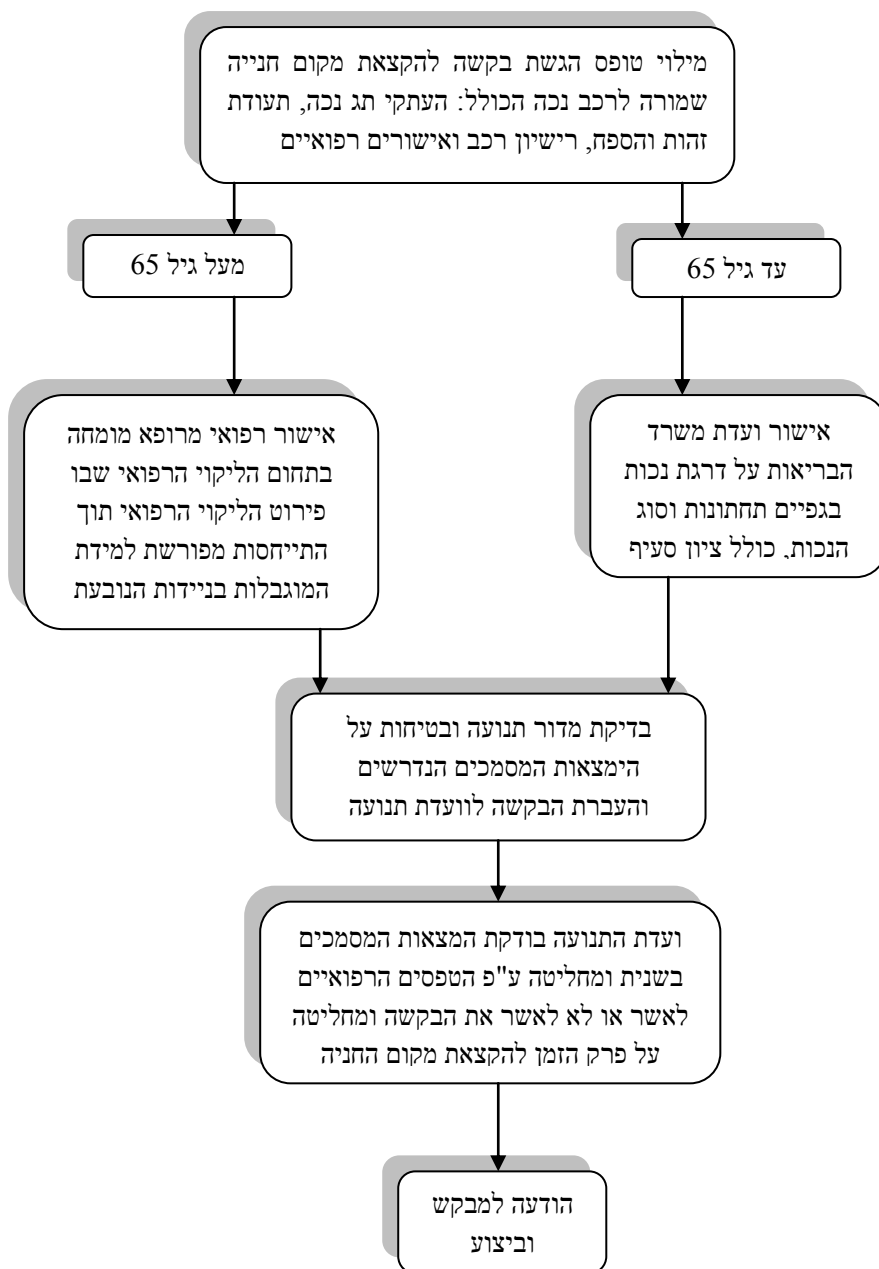 מילוי טופס הגשת בקשה להקצאת מקום חנייה
שמורה לרכב נכה הכולל: העתקי תג נכה, תעודת
זהות והספח, רישיון רכב ואישורים רפואיים
עד גיל 65
מעל גיל 65
אישור ועדת משרד
הבריאות על דרגת נכות
בגפיים תחתונות וסוג
הנכות. כולל ציון סעיף
אישור רפואי מרופא מומחה
בתחום הליקוי הרפואי שבו
פירוט הליקוי הרפואי תוך
התייחסות מפורשת למידת
המוגבלות בניידות הנובעת
בדיקת מדור תנועה ובטיחות על
הימצאות המסמכים הנדרשים
והעברת הבקשה לוועדת תנועה
ועדת התנועה בודקת המצאות המסמכים
בשנית ומחליטה ע"פ הטפסים הרפואיים
לאשר או לא לאשר את הבקשה ומחליטה
על פרק הזמן להקצאת מקום החניה
הודעה למבקש
וביצוע